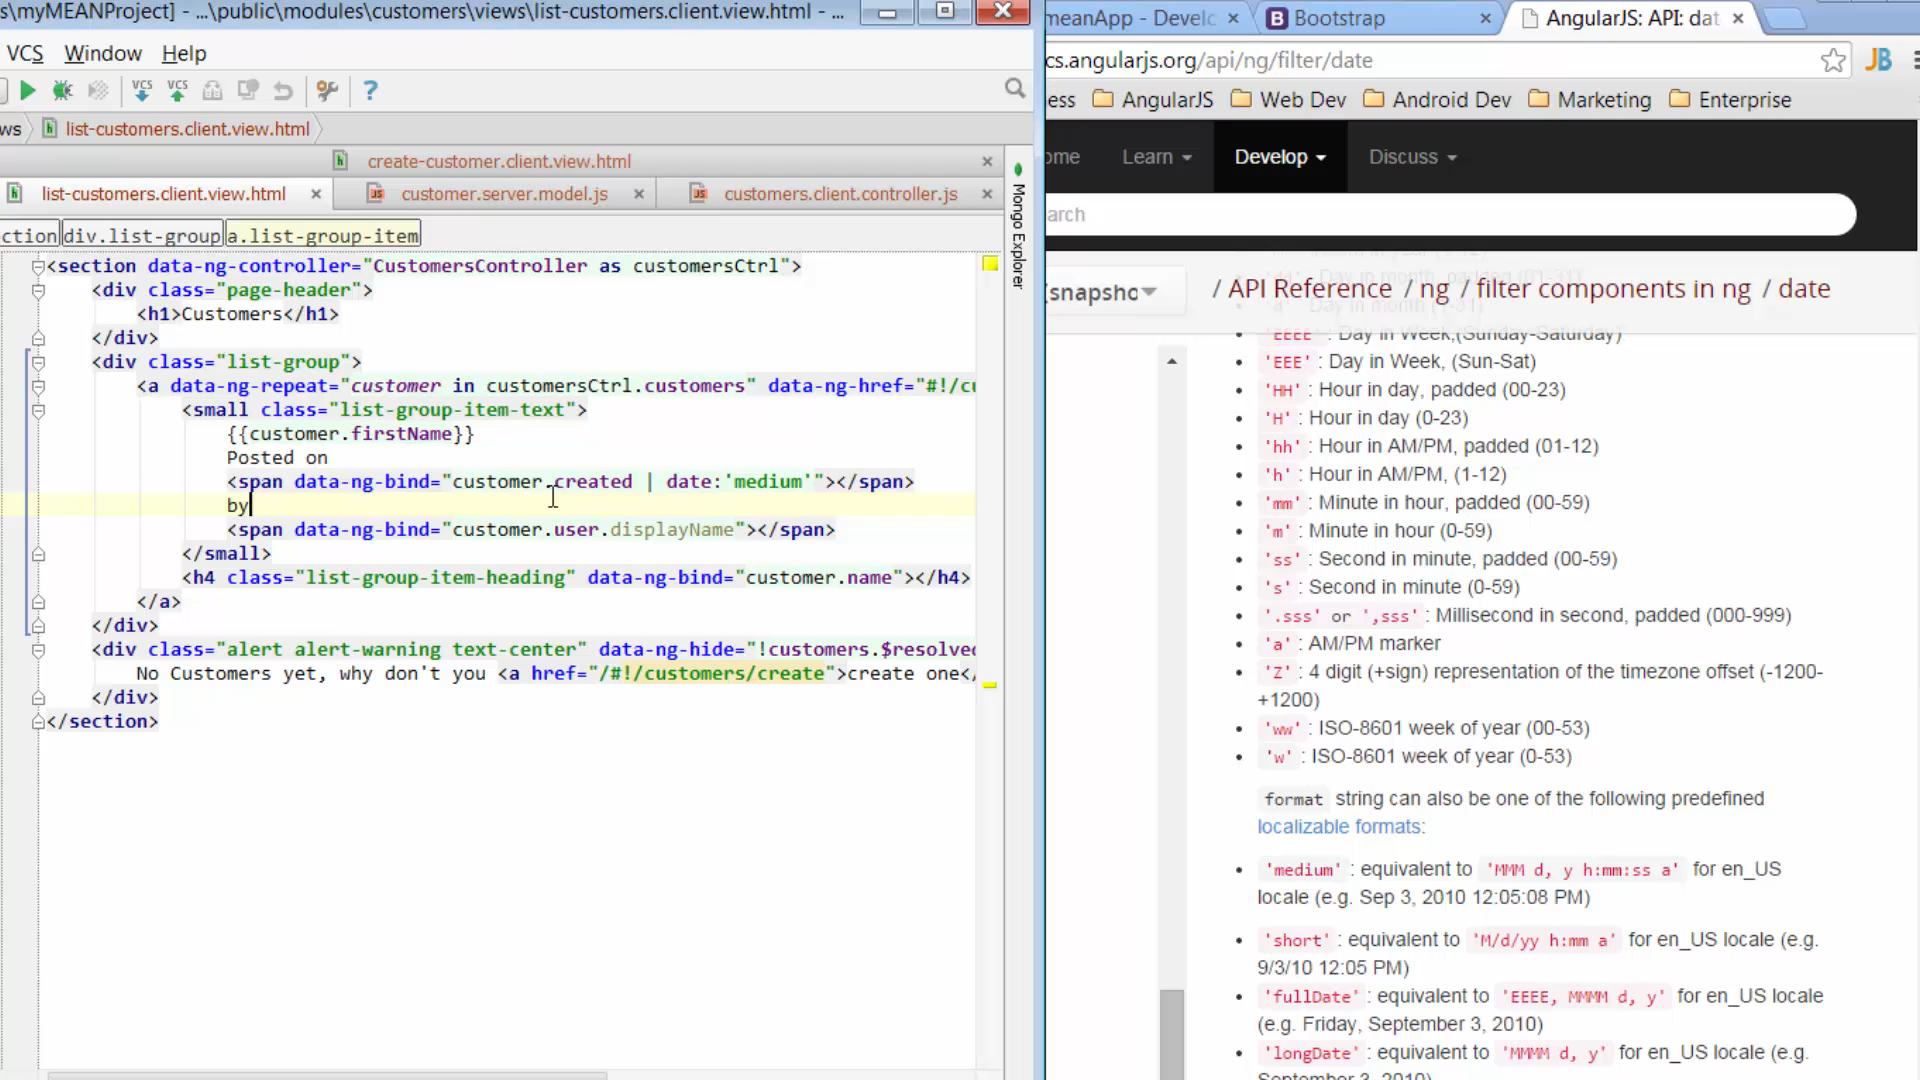 s\myMEANProject] - ...\public\modules\customers\views\list-customers.client.view.html - ...
VCS Window Help
VCS VCS ?
ws list-customers.client.view.html
create-customer.client.view.html
list-customers.client.view.html customer.server.model.js customers.client.controller.js
ction div.list-group a.list-group-item
<section data-ng-controller="CustomersController as customersCtrl">
<div class="page-header">
<h1>Customers</h1>
</div>
<div class="list-group">
<a data-ng-repeat="customer in customersCtrl.customers" data-ng-href="#!/cu
<small class="list-group-item-text">
{{customer.firstName}}
Posted on
<span data-ng-bind="customer.created | date:'medium'"></span>
by
<span data-ng-bind="customer.user.displayName"></span>
</small>
<h4 class="list-group-item-heading" data-ng-bind="customer.name"></h4>
</a>
</div>
<div class="alert alert-warning text-center" data-ng-hide="!customers.$resolved
No Customers yet, why don't you <a href="/#!/customers/create">create one</
</div>
</section>
Mongo Explorer
meanApp - Develo Bootstrap AngularJS: API: dat
cs.angularjs.org/api/ng/filter/date
ess AngularJS Web Dev Android Dev Marketing Enterprise
ome Learn Develop Discuss
arch
(snapsho / API Reference / ng / filter components in ng / date
'EEEE' : Day in Week,(Sunday-Saturday)
'EEE' : Day in Week, (Sun-Sat)
'HH' : Hour in day, padded (00-23)
'H' : Hour in day (0-23)
'hh' : Hour in AM/PM, padded (01-12)
'h' : Hour in AM/PM, (1-12)
'mm' : Minute in hour, padded (00-59)
'm' : Minute in hour (0-59)
'ss' : Second in minute, padded (00-59)
's' : Second in minute (0-59)
'.sss' or ',sss' : Millisecond in second, padded (000-999)
'a' : AM/PM marker
'Z' : 4 digit (+sign) representation of the timezone offset (-1200-
+1200)
'ww' : ISO-8601 week of year (00-53)
'w' : ISO-8601 week of year (0-53)
format string can also be one of the following predefined
localizable formats:
'medium' : equivalent to 'MMM d, y h:mm:ss a' for en_US
locale (e.g. Sep 3, 2010 12:05:08 PM)
'short' : equivalent to 'M/d/yy h:mm a' for en_US locale (e.g.
9/3/10 12:05 PM)
'fullDate' : equivalent to 'EEEE, MMMM d, y' for en_US locale
(e.g. Friday, September 3, 2010)
'longDate' : equivalent to 'MMMM d, y' for en_US locale (e.g.
September 3, 2010)